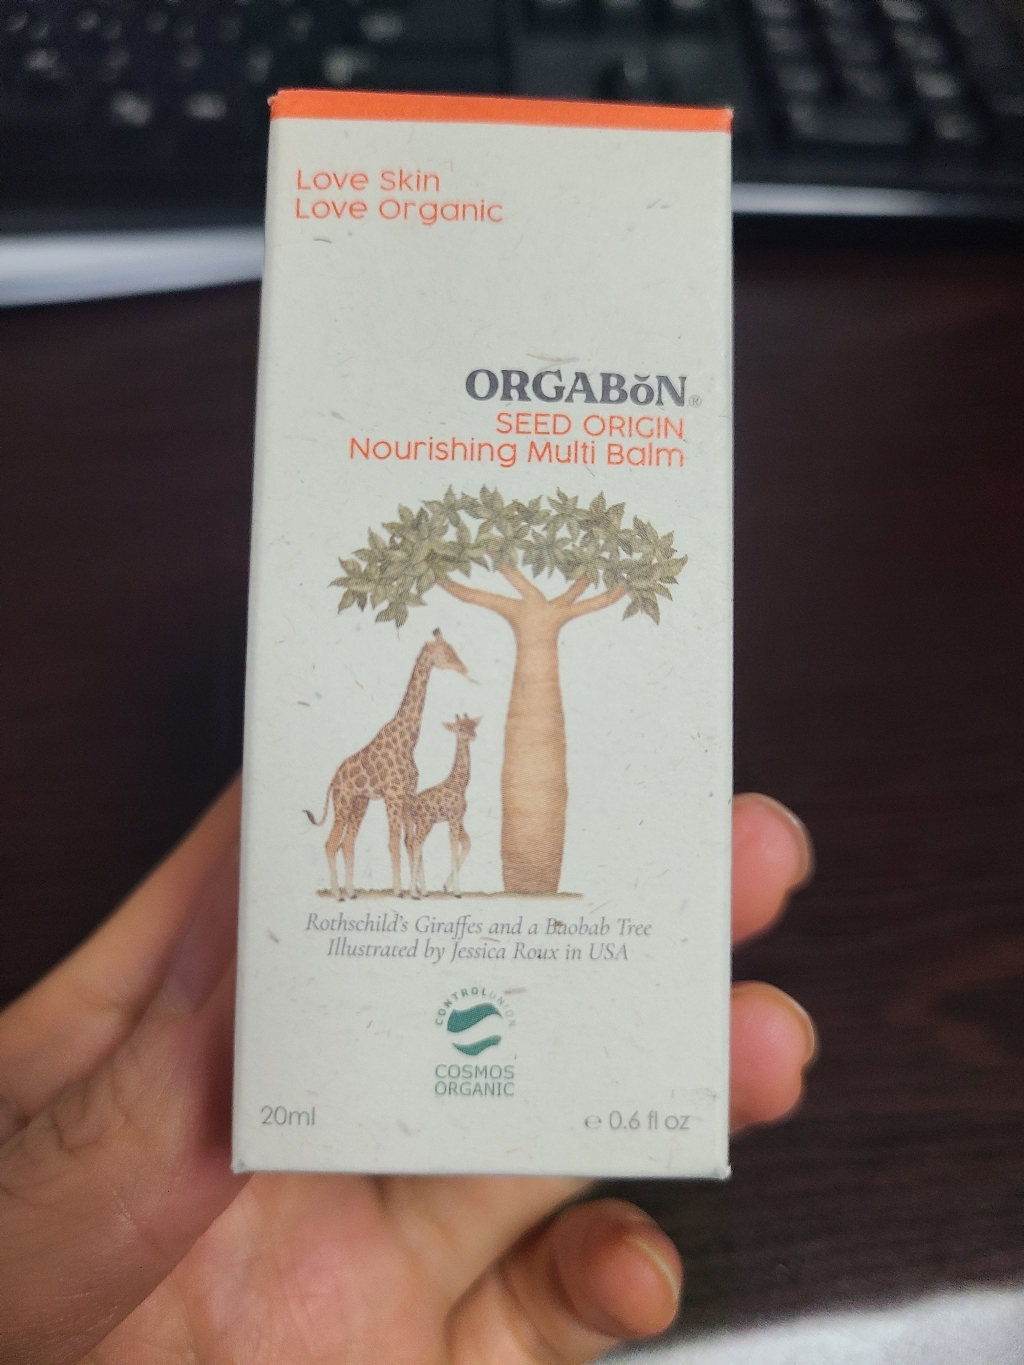 Love Skin
Love Organic
ORGABŏN®
SEED ORIGIN
Nourishing Multi Balm
Rothschild's Giraffes and a Baobab Tree
Illustrated by Jessica Roux in USA
CONTROLUNION
COSMOS
ORGANIC
20ml
℮ 0.6 fl oz